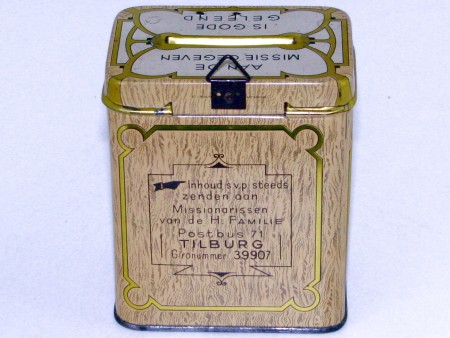 AAN DE
MISSIE GEGEVEN
IS GODE
GELEEND
Inhoud s.v.p. steeds
zenden aan
Missionarissen
van de H. FAMILIE
Postbus 71
TILBURG
Gironummer 39907